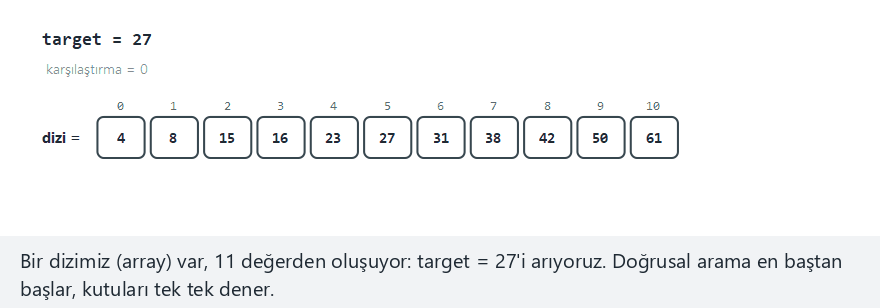 target = 27
karşılaştırma = 0
0 1 2 3 4 5 6 7 8 9 10
dizi = 4 8 15 16 23 27 31 38 42 50 61
Bir dizimiz (array) var, 11 değerden oluşuyor: target = 27'i arıyoruz. Doğrusal arama en baştan
başlar, kutuları tek tek dener.